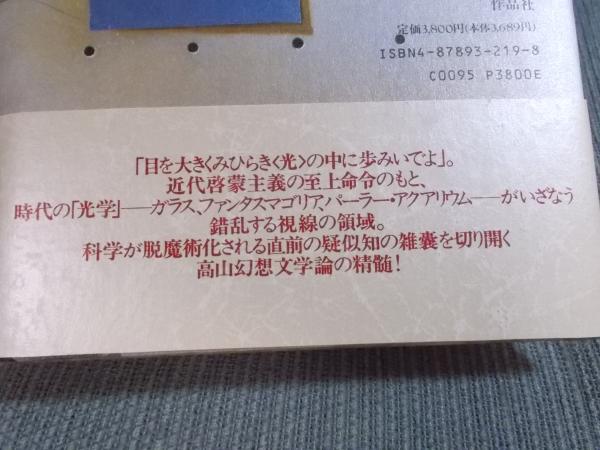 作品社
定価3,800円(本体3,689円)
ISBN4-87893-219-8
C0095 P3800E
「目を大きくみひらき〈光〉の中に歩みいでよ」。
近代啓蒙主義の至上命令のもと、
時代の「光学」──ガラス、ファンタスマゴリア、パーラー・アクアリウム──がいざなう
錯乱する視線の領域。
科学が脱魔術化される直前の疑似知の雑嚢を切り開く
高山幻想文学論の精髄!